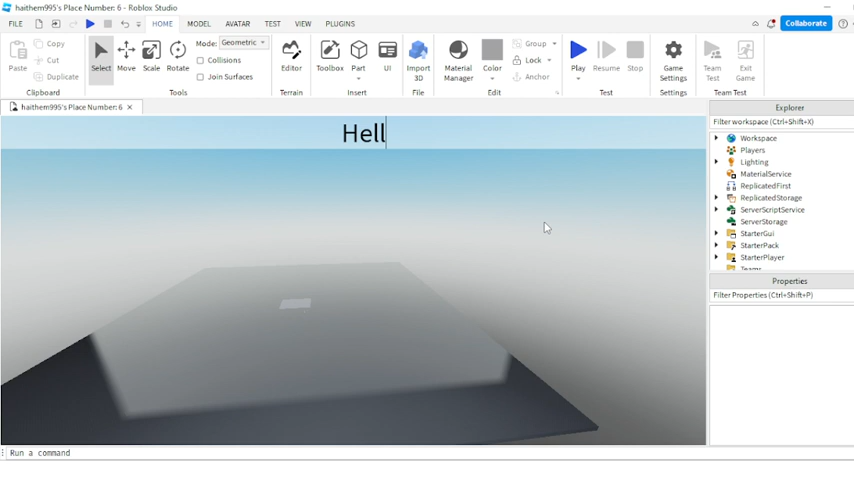 haithem995's Place Number: 6 - Roblox Studio
FILE HOME MODEL AVATAR TEST VIEW PLUGINS Collaborate
Paste Copy Cut Duplicate
Clipboard
Select Move Scale Rotate
Mode: Geometric
Collisions
Join Surfaces
Tools
Editor
Terrain
Toolbox Part UI
Insert
Import 3D
File
Material Manager Color Group Lock Anchor
Edit
Play Resume Stop
Test
Game Settings
Settings
Team Test Exit Game
Team Test
haithem995's Place Number: 6
Hell
Explorer
Filter workspace (Ctrl+Shift+X)
Workspace
Players
Lighting
MaterialService
ReplicatedFirst
ReplicatedStorage
ServerScriptService
ServerStorage
StarterGui
StarterPack
StarterPlayer
Teams
Properties
Filter Properties (Ctrl+Shift+P)
Run a command